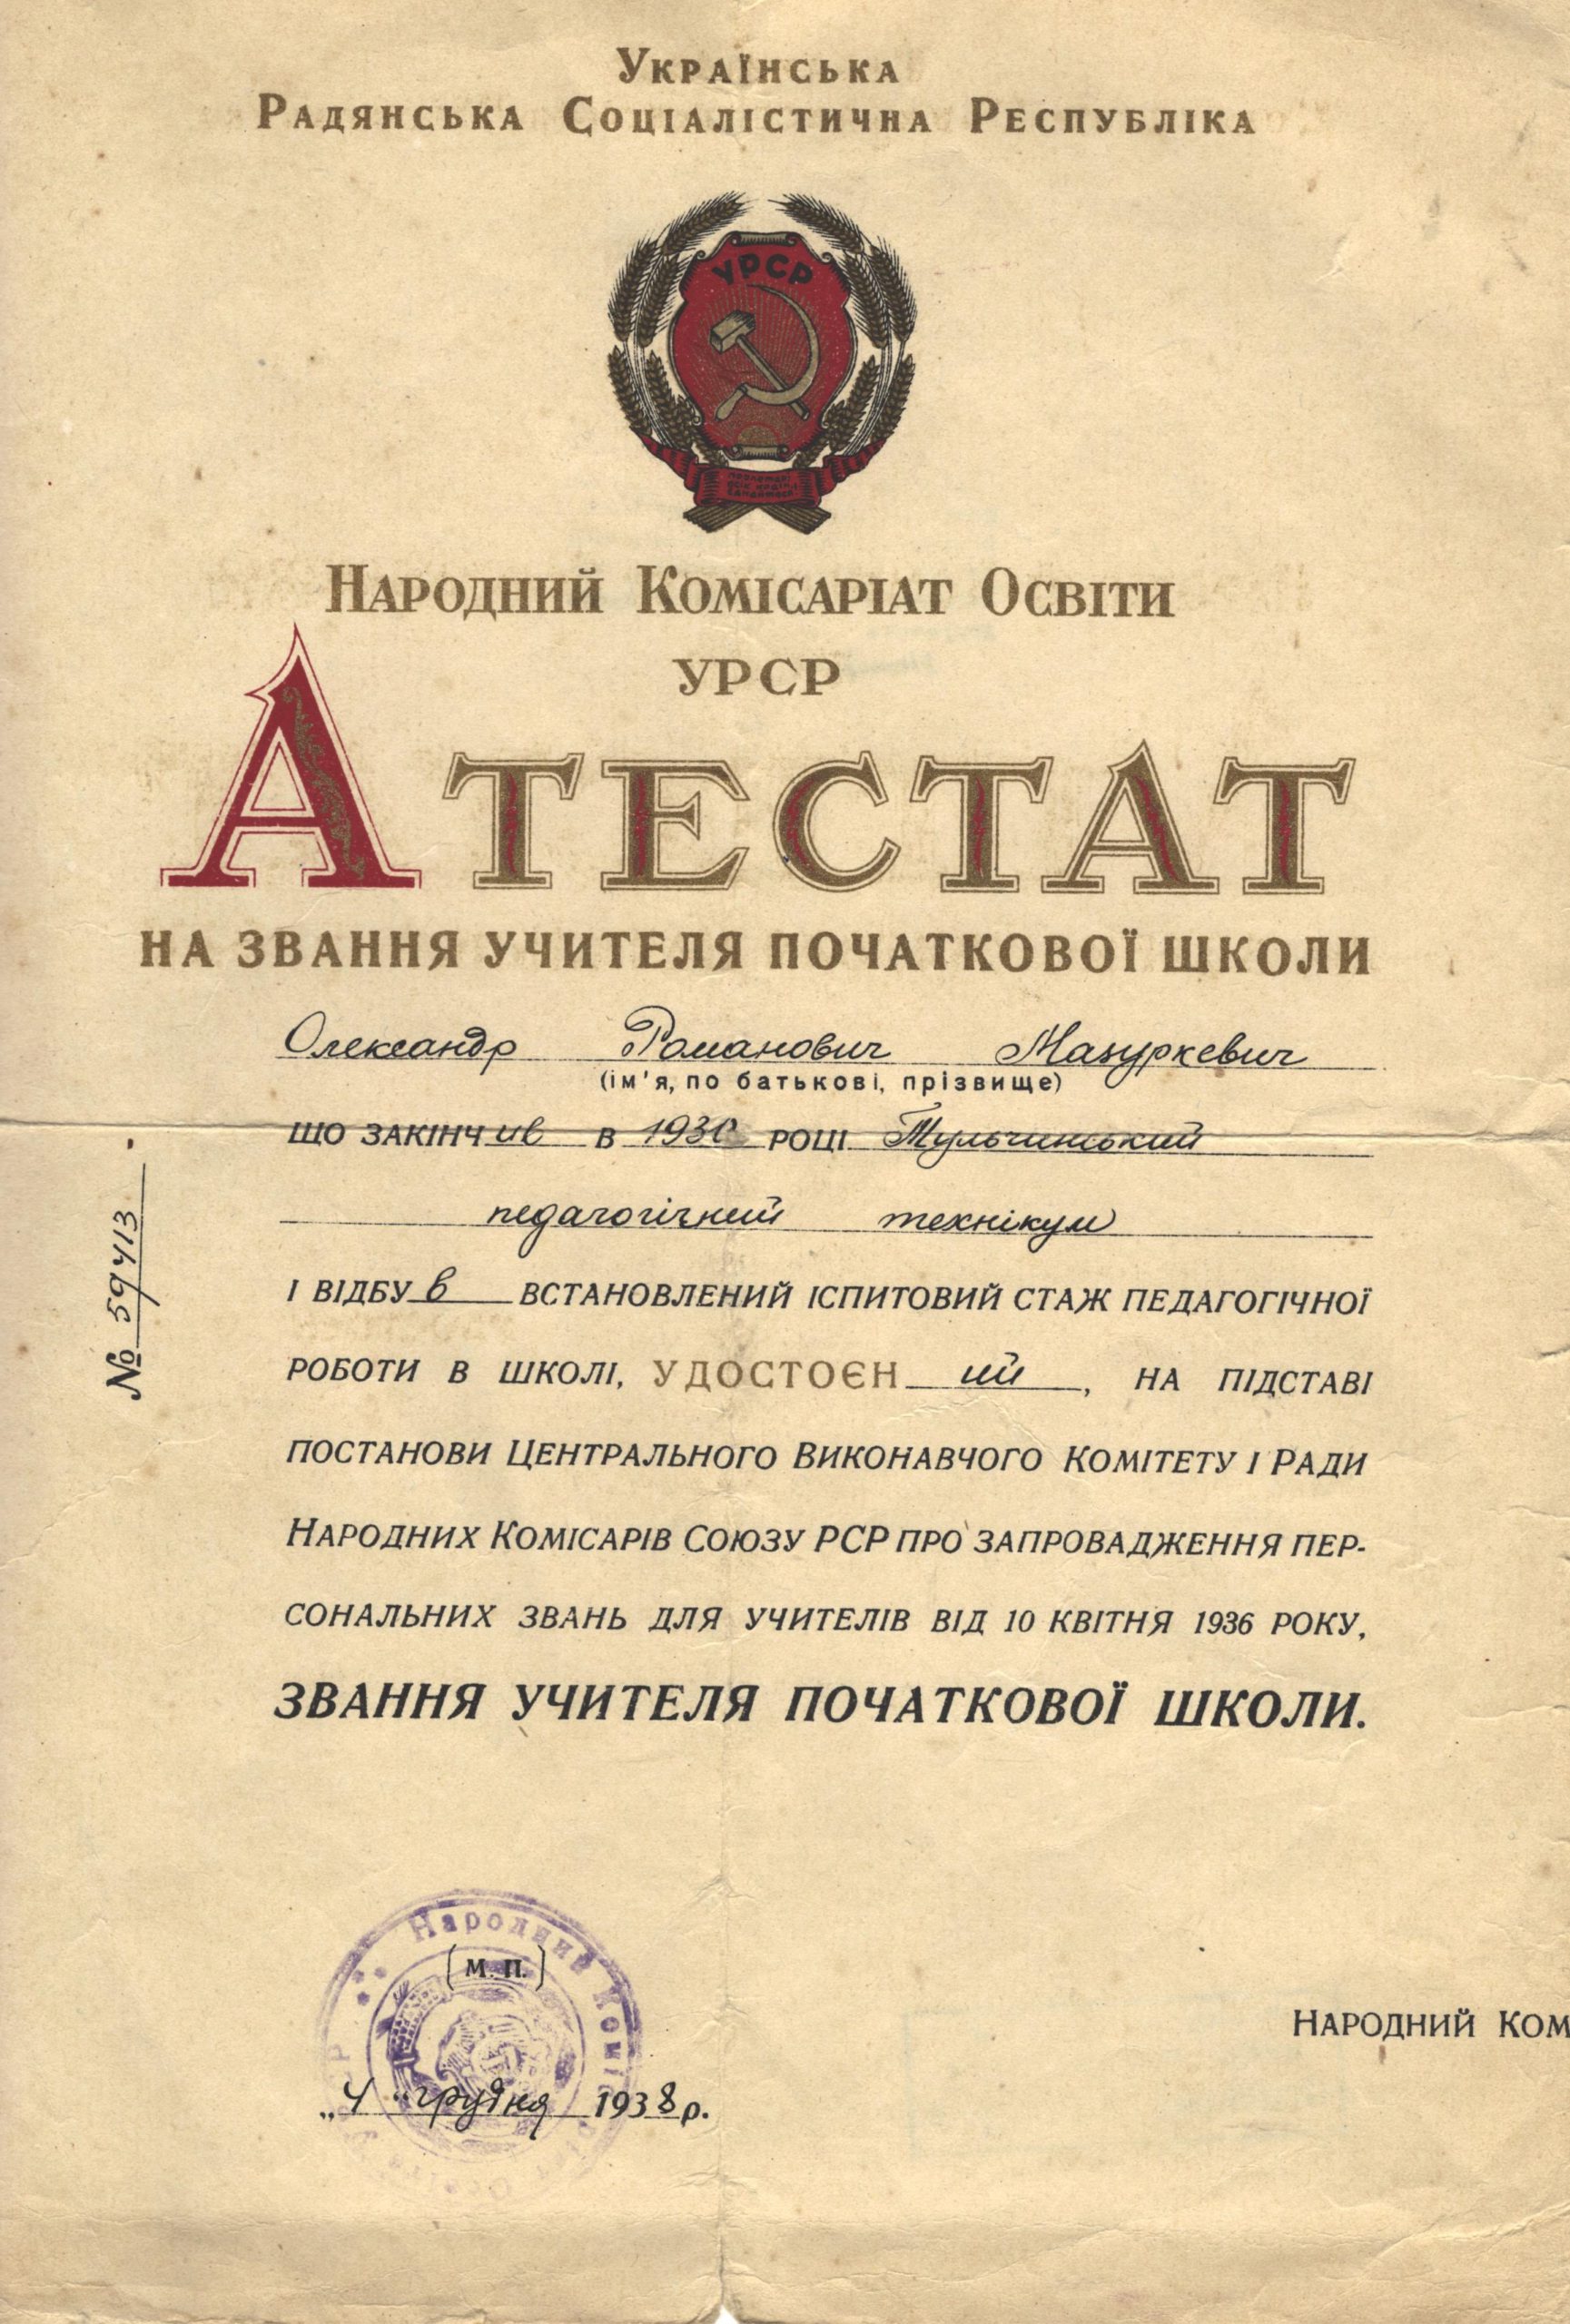 Українська
Радянська Соціалістична Республіка
УРСР
Народний Комісаріат Освіти
УРСР
Атестат
на звання учителя початкової школи
Олександр Романович Мазуркевич
(ім'я, по батькові, прізвище)
що закінчив в 1930 році Тульчинський
педагогічний технікум
і відбув встановлений іспитовий стаж педагогічної
роботи в школі, УДОСТОЄНий, на підставі
постанови Центрального Виконавчого Комітету і Ради
Народних Комісарів Союзу РСР про запровадження пер-
сональних звань для учителів від 10 квітня 1936 року,
звання учителя початкової школи.
№ 59413
Народний Коміс
(М. П.)
„4“ грудня 1938 р.
Народний Ком